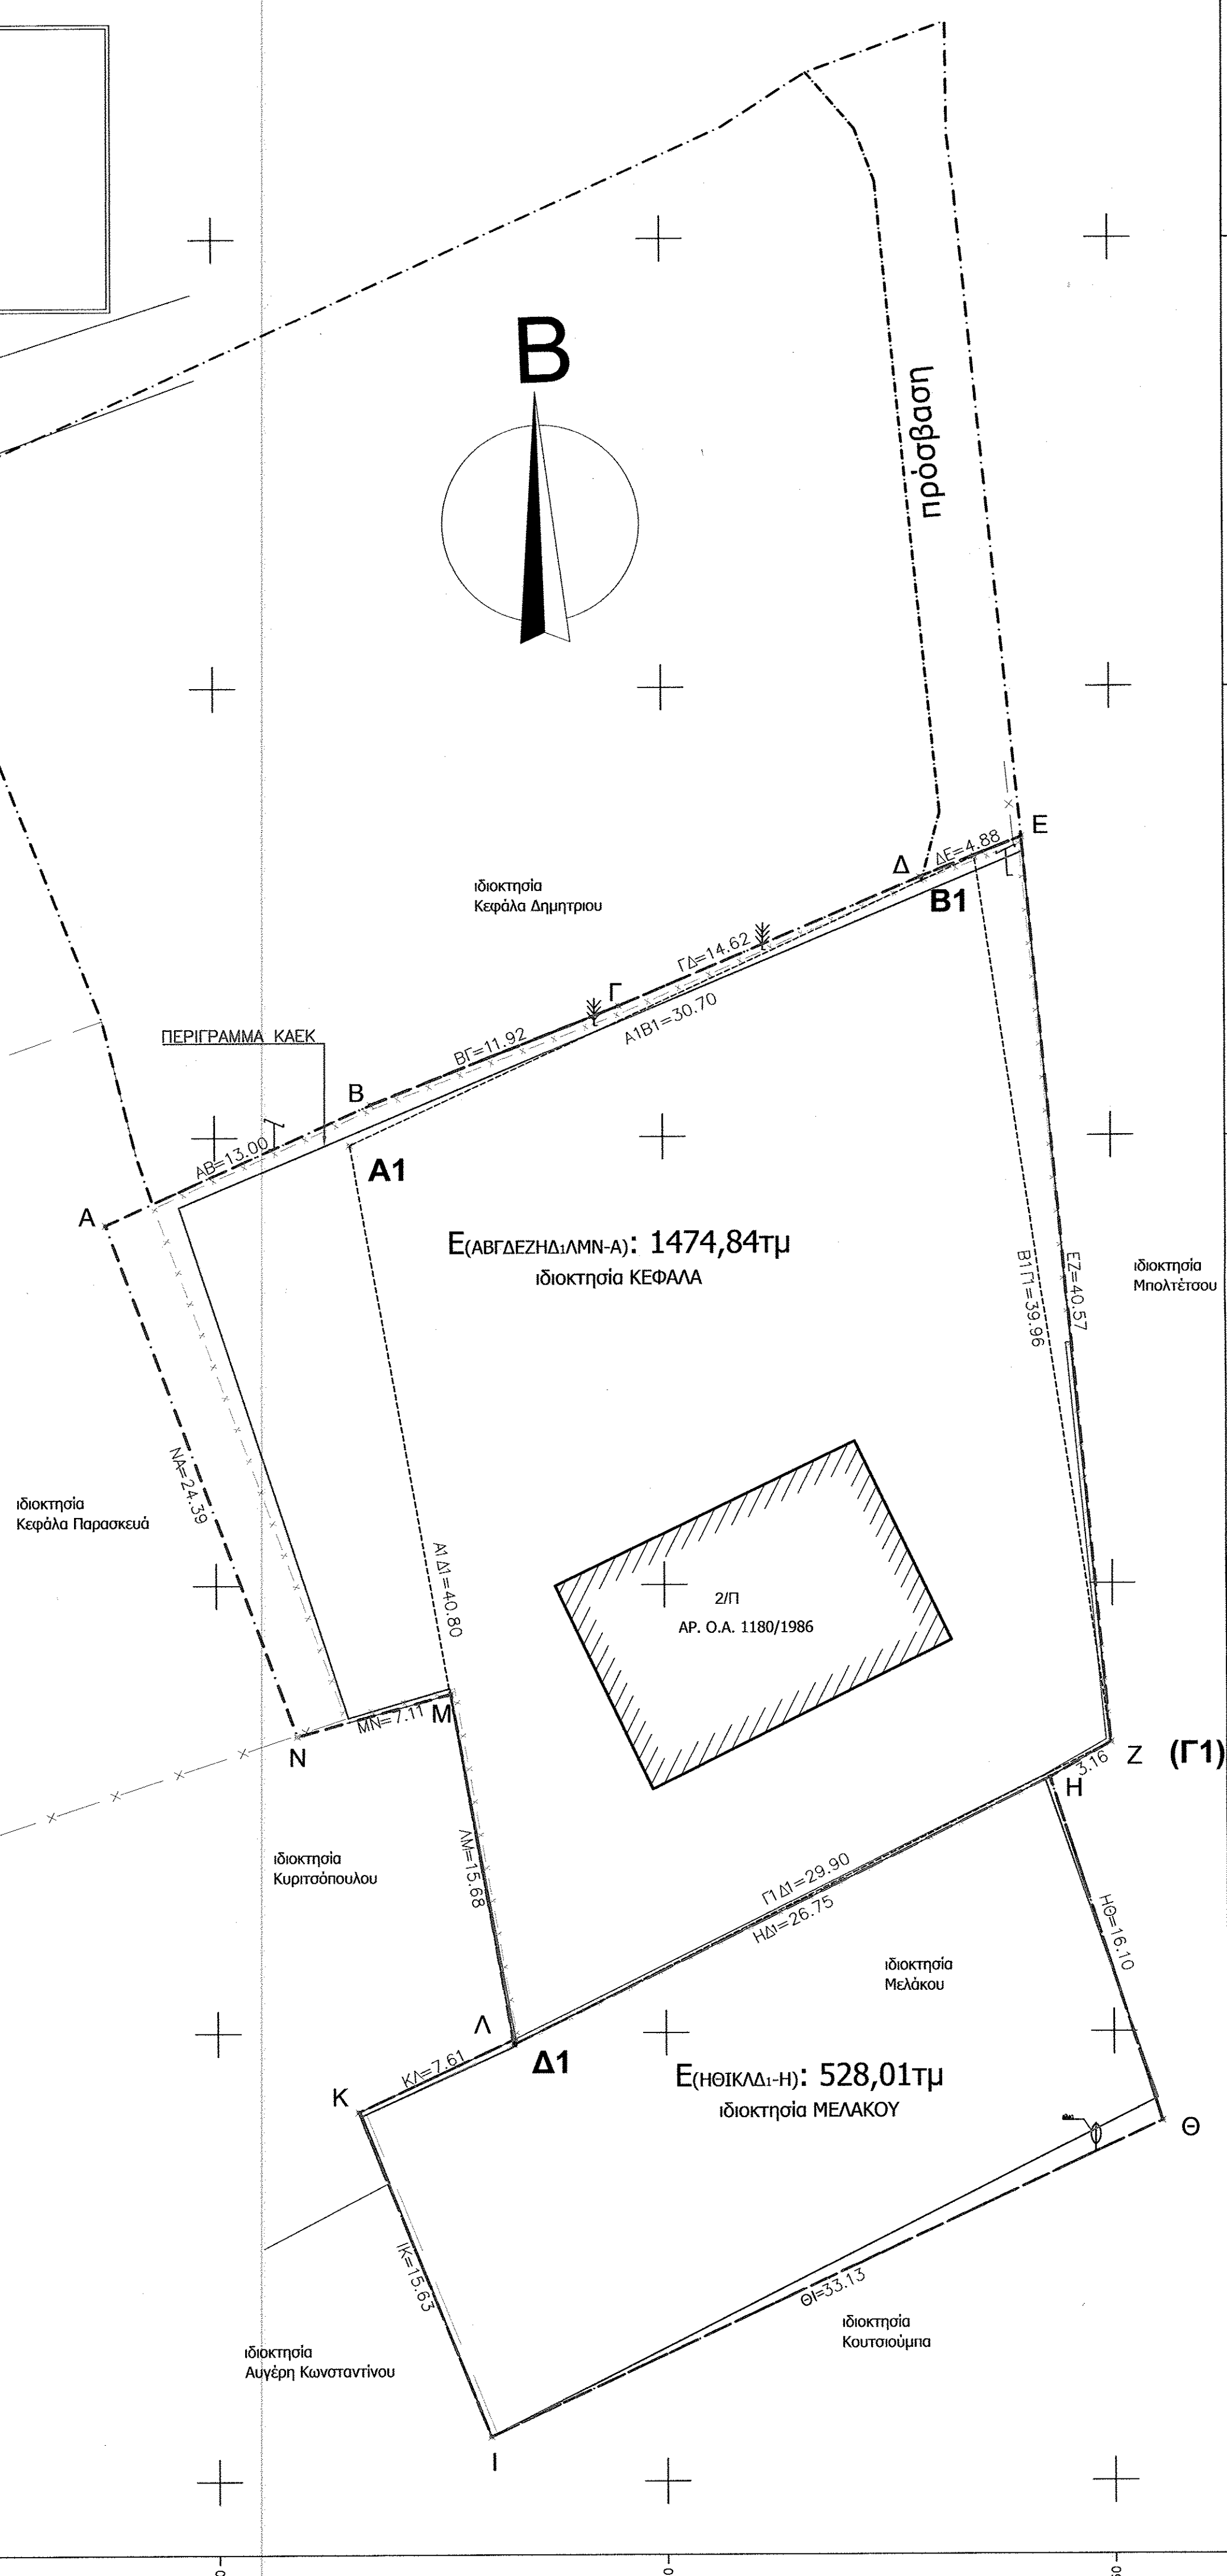 Β
πρόσβαση
Ε
ΔΕ=4.88
Δ
Β1
ιδιοκτησία
Κεφάλα Δημητριου
ΓΔ=14.62
Γ
Α1Β1=30.70
ΠΕΡΙΓΡΑΜΜΑ ΚΑΕΚ
ΒΓ=11.92
Β
ΑΒ=13.00
Α1
Α
Ε(ΑΒΓΔΕΖΗΔ₁ΛΜΝ-Α): 1474,84τμ
ιδιοκτησία ΚΕΦΑΛΑ
Β1Γ1=39.96
ΕΖ=40.57
ιδιοκτησία
Μπολτέτσου
ΝΑ=24.39
ιδιοκτησία
Κεφάλα Παρασκευά
Α1Δ1=40.80
2/Π
ΑΡ. Ο.Α. 1180/1986
Μ
ΜΝ=7.11
Ν
Ζ
(Γ1)
3.16
Η
ιδιοκτησία
Κυριτσόπουλου
ΛΜ=15.68
Γ1Δ1=29.90
ΗΔ1=26.75
ΗΘ=16.10
ιδιοκτησία
Μελάκου
Λ
Δ1
ΚΛ=7.61
Κ
Ε(ΗΘΙΚΛΔ₁-Η): 528,01τμ
ιδιοκτησία ΜΕΛΑΚΟΥ
Θ
ΙΚ=15.63
ΘΙ=33.13
ιδιοκτησία
Κουτσιούμπα
ιδιοκτησία
Αυγέρη Κωνσταντίνου
Ι